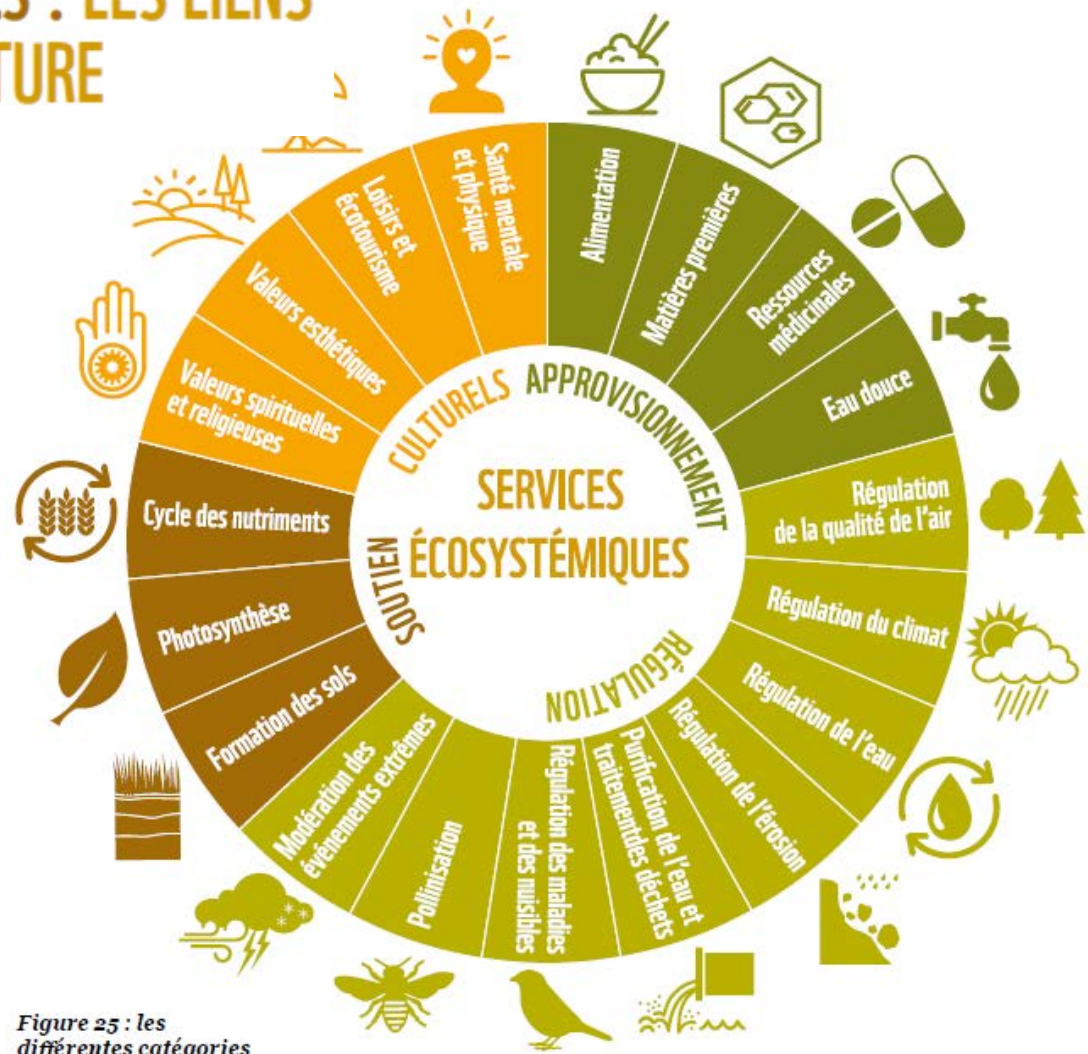 LES LIENS
TURE
Santé mentale
et physique
Loisirs et
écotourisme
Valeurs esthétiques
Valeurs spirituelles
et religieuses
Alimentation
Matières premières
Ressources
médicinales
Eau douce
Régulation
de la qualité de l'air
Régulation du climat
Régulation de l'eau
Régulation de l'érosion
Purification de l'eau et
traitementdes déchets
Régulation des maladies
et des nuisibles
Pollinisation
Modération des
événements extrêmes
Formation des sols
Photosynthèse
Cycle des nutriments
CULTURELS
APPROVISIONNEMENT
SERVICES
ÉCOSYSTÉMIQUES
SOUTIEN
RÉGULATION
Figure 25 : les
différentes catégories